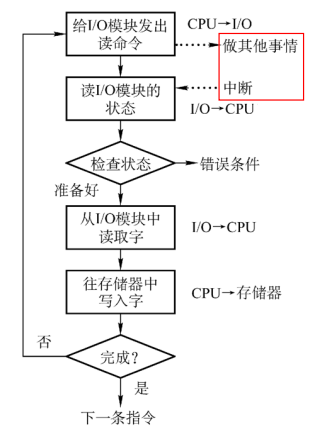 给I/O模块发出
读命令
CPU→I/O
做其他事情
读I/O模块的
状态
中断
I/O→CPU
检查状态
错误条件
准备好
从I/O模块中
读取字
I/O→CPU
往存储器中
写入字
CPU→存储器
否
完成?
是
下一条指令